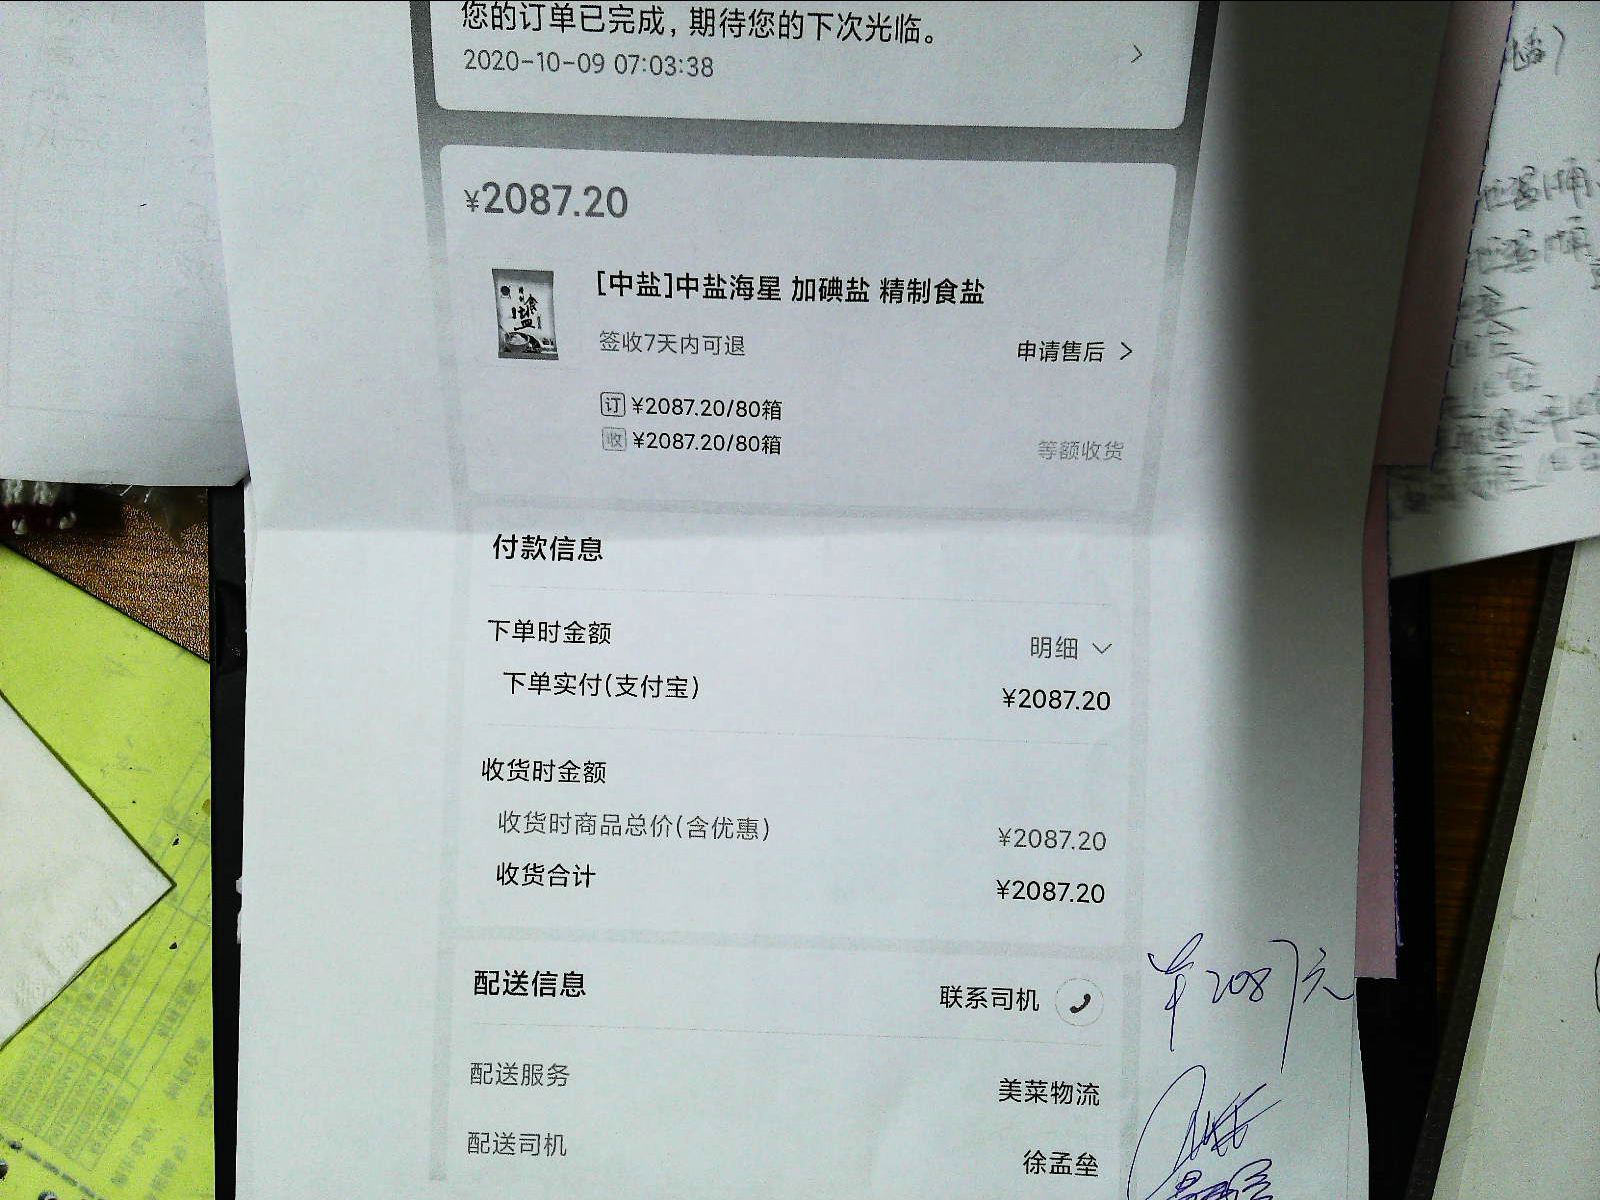 您的订单已完成，期待您的下次光临。
2020-10-09 07:03:38
¥2087.20
[中盐]中盐海星 加碘盐 精制食盐
签收7天内可退
申请售后
订 ¥2087.20/80箱
收 ¥2087.20/80箱
等额收货
付款信息
下单时金额
明细
下单实付(支付宝)
¥2087.20
收货时金额
收货时商品总价(含优惠)
¥2087.20
收货合计
¥2087.20
配送信息
联系司机
¥2087元
配送服务
美菜物流
配送司机
徐孟垒